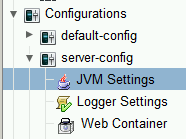 Configurations
default-config
server-config
JVM Settings
Logger Settings
Web Container